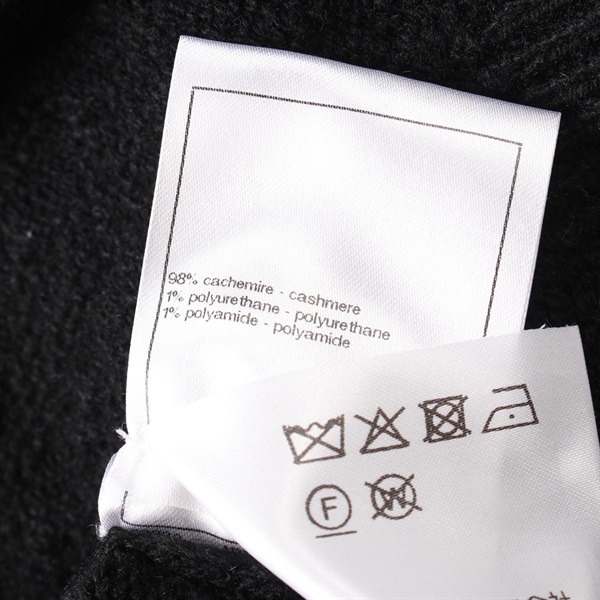 98% cachemire - cashmere
1% polyurethane - polyurethane
1% polyamide - polyamide
F
W